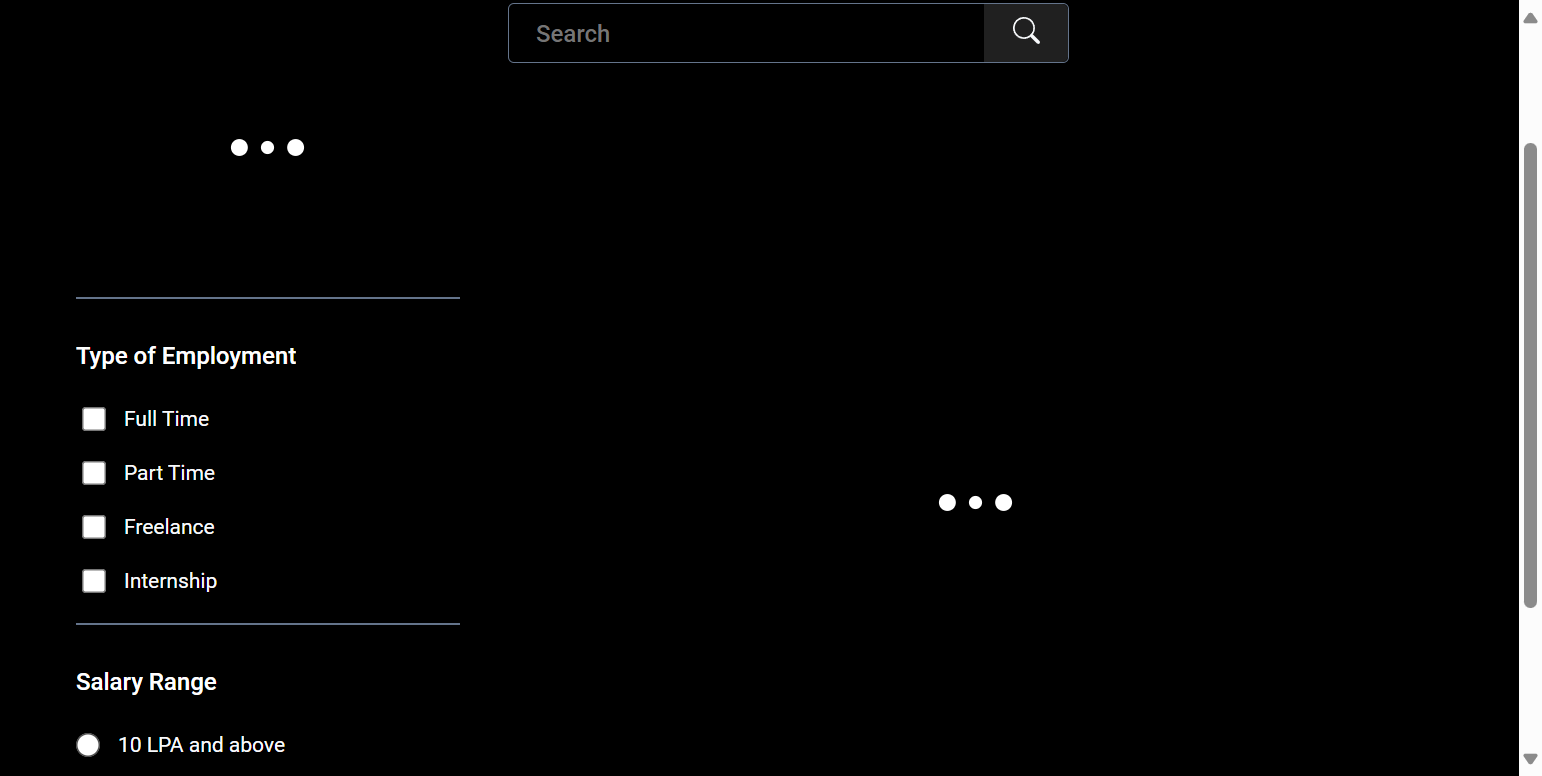 Search
Type of Employment
Full Time
Part Time
Freelance
Internship
Salary Range
10 LPA and above